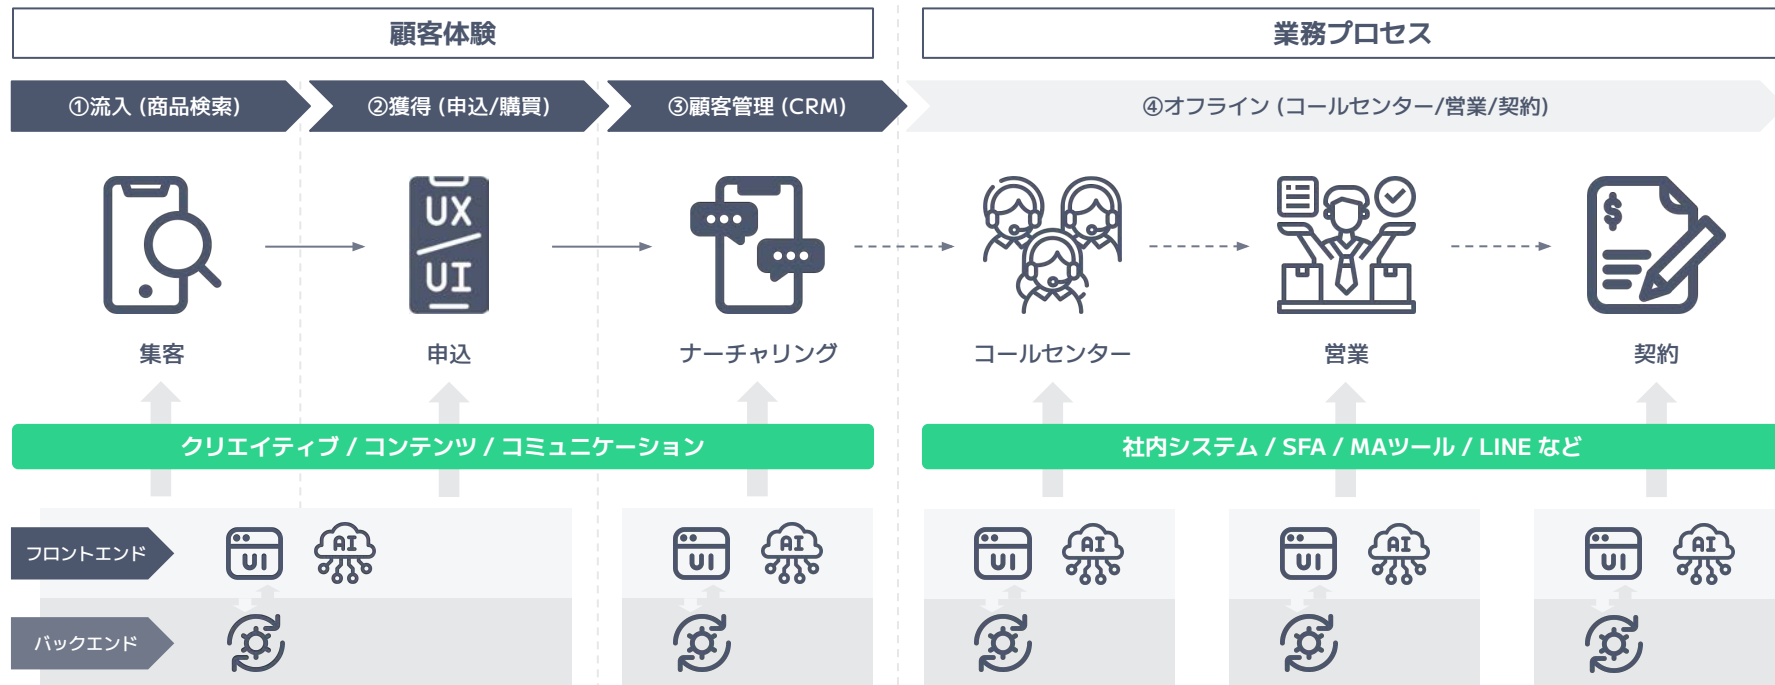 顧客体験
業務プロセス
①流入 (商品検索)
②獲得 (申込/購買)
③顧客管理 (CRM)
④オフライン (コールセンター/営業/契約)
UX
UI
$
集客
申込
ナーチャリング
コールセンター
営業
契約
クリエイティブ / コンテンツ / コミュニケーション
社内システム / SFA / MAツール / LINE など
フロントエンド
UI
AI
UI
AI
UI
AI
UI
AI
UI
AI
バックエンド